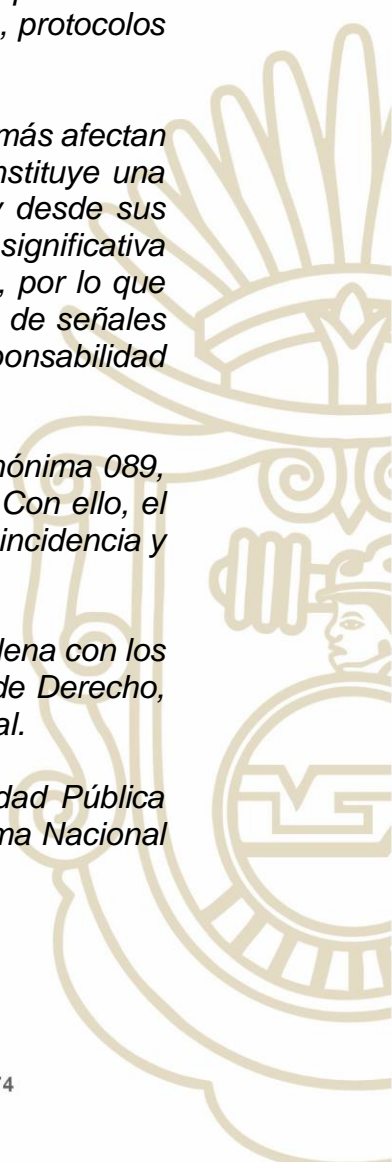 , protocolos
más afectan
nstituye una
desde sus
significativa
, por lo que
de señales
ponsabilidad
nónima 089,
Con ello, el
incidencia y
lena con los
de Derecho,
al.
dad Pública
ma Nacional
74